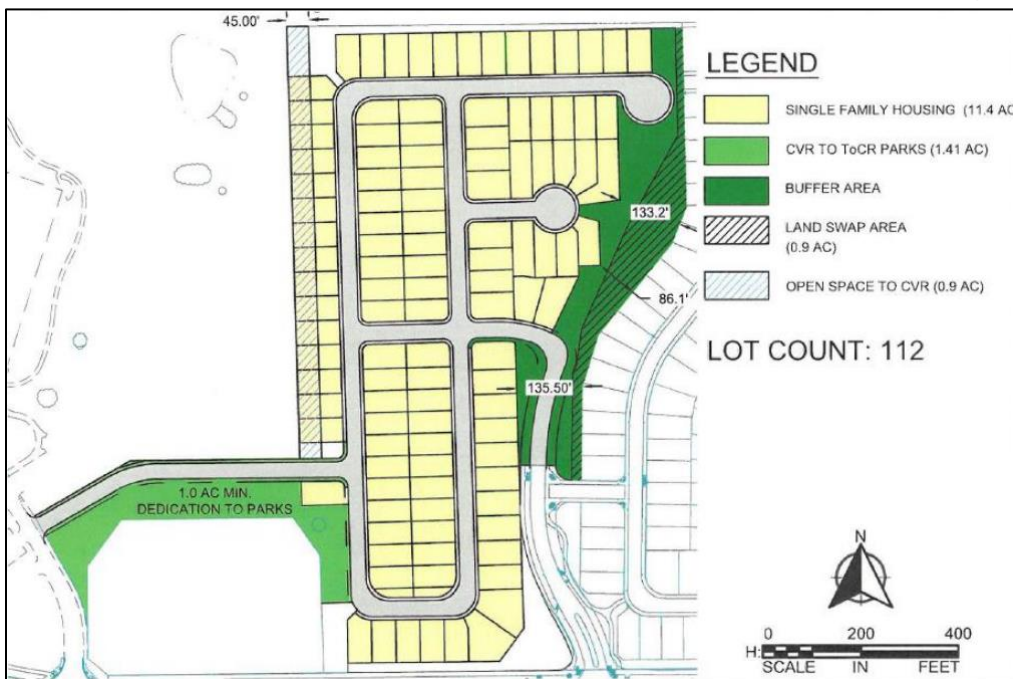 45.00'
133.2'
86.1'
135.50'
1.0 AC MIN.
DEDICATION TO PARKS
LEGEND
SINGLE FAMILY HOUSING (11.4 AC
CVR TO ToCR PARKS (1.41 AC)
BUFFER AREA
LAND SWAP AREA
(0.9 AC)
OPEN SPACE TO CVR (0.9 AC)
LOT COUNT: 112
N
0 200 400
H:
SCALE IN FEET